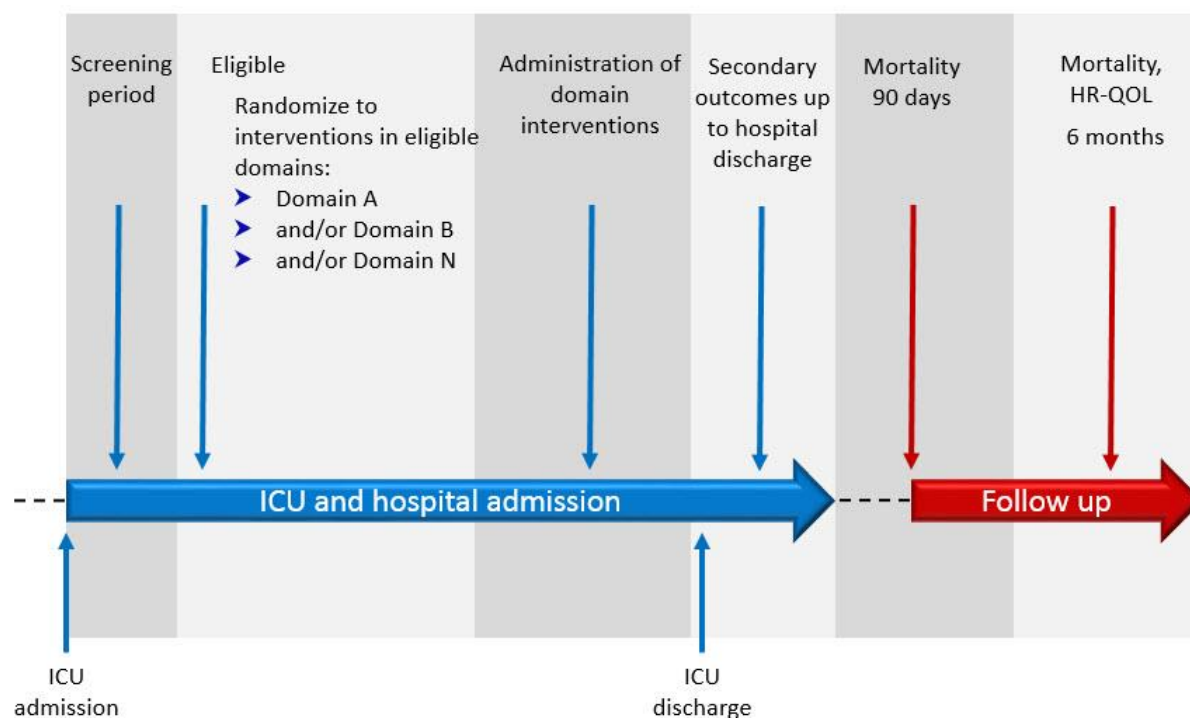 Screening
period
Eligible
Randomize to
interventions in eligible
domains:
Domain A
and/or Domain B
and/or Domain N
Administration of
domain
interventions
Secondary
outcomes up
to hospital
discharge
Mortality
90 days
Mortality,
HR-QOL
6 months
ICU and hospital admission
Follow up
ICU
admission
ICU
discharge